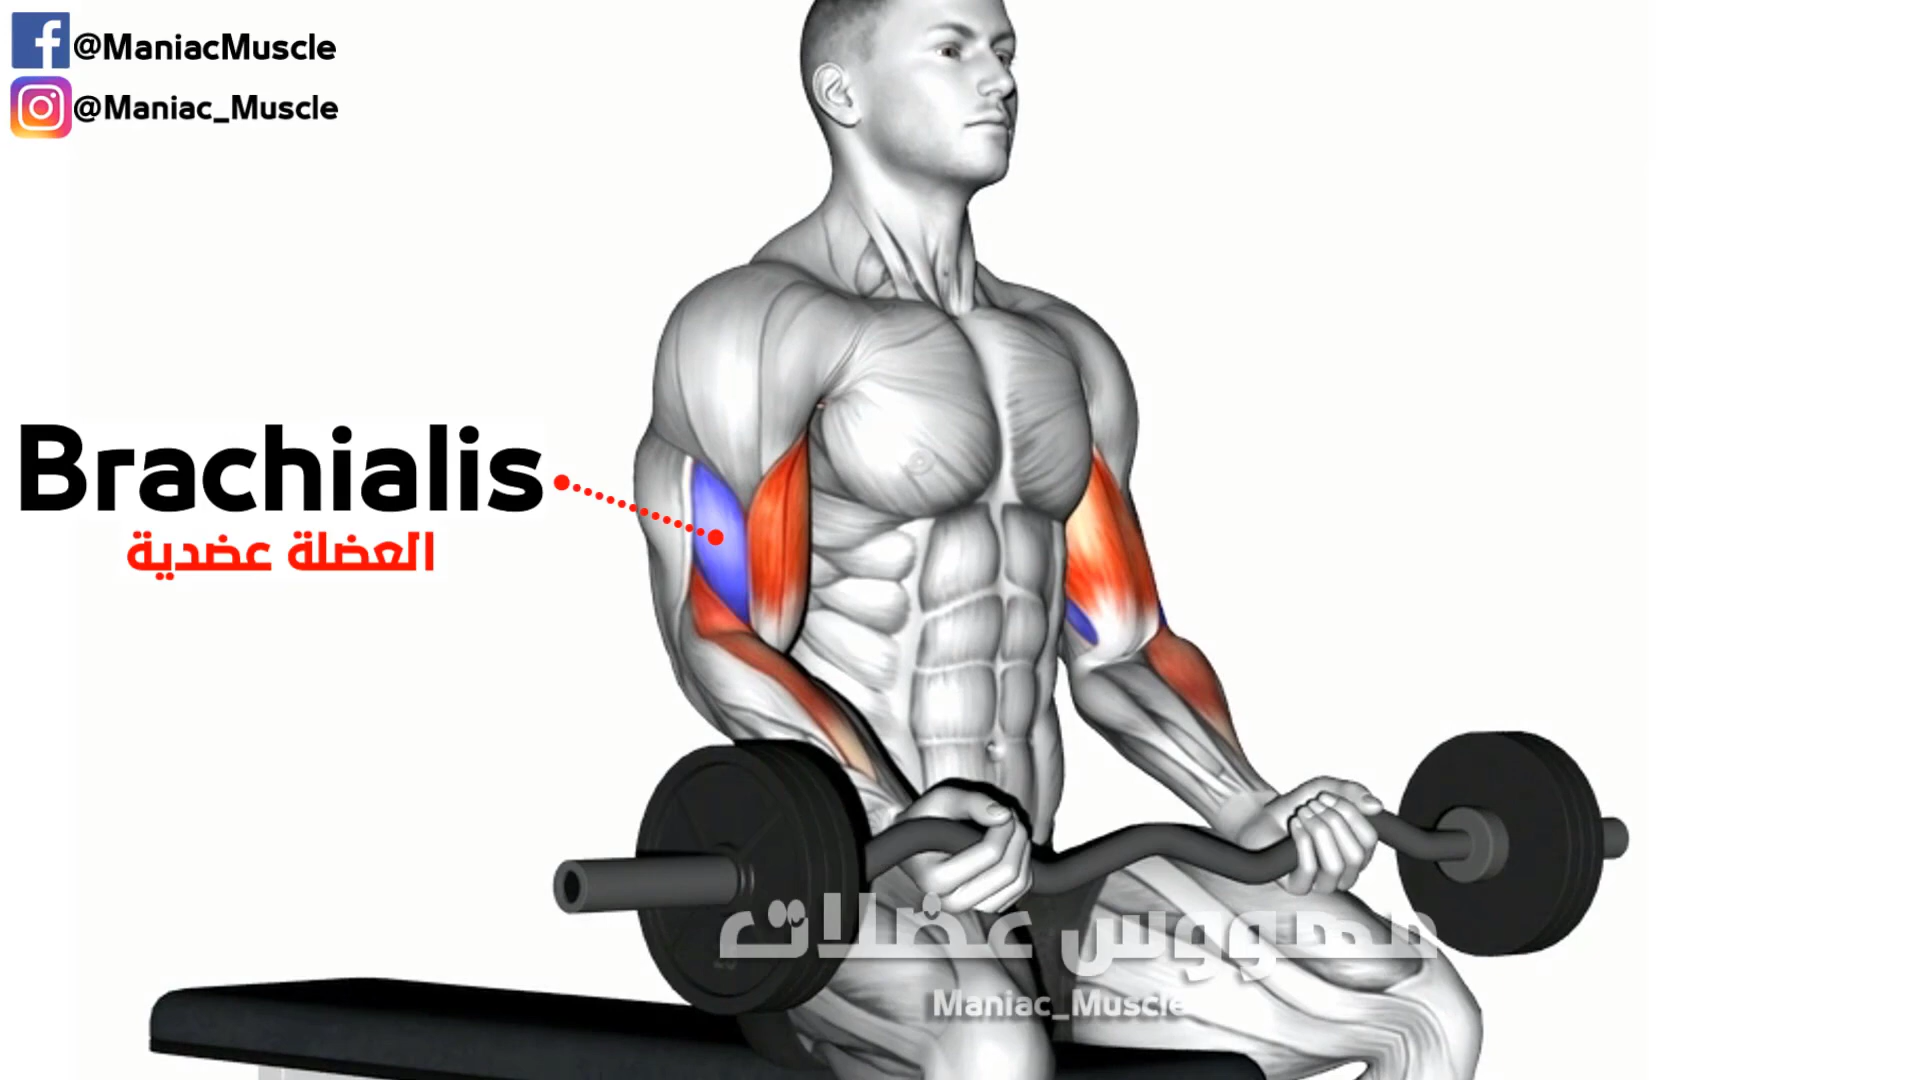 @ManiacMuscle
@Maniac_Muscle
Brachialis
العضلة عضدية
مهووس عضلات
Maniac_Muscle